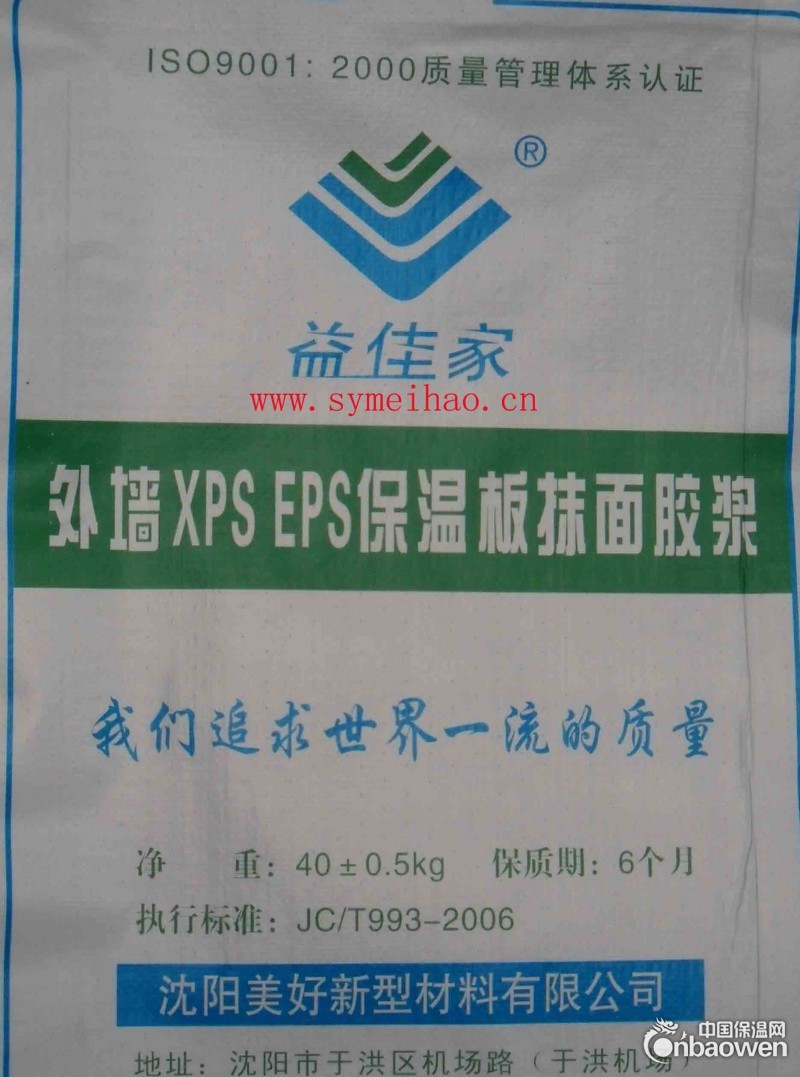 ISO9001: 2000质量管理体系认证
®
益佳家
www.symeihao.cn
外墙XPS EPS保温板抹面胶浆
我们追求世界一流的质量
净 重: 40±0.5kg 保质期: 6个月
执行标准: JC/T993-2006
沈阳美好新型材料有限公司
地址: 沈阳市于洪区机场路（于洪机场）
中国保温网
cnbaowen